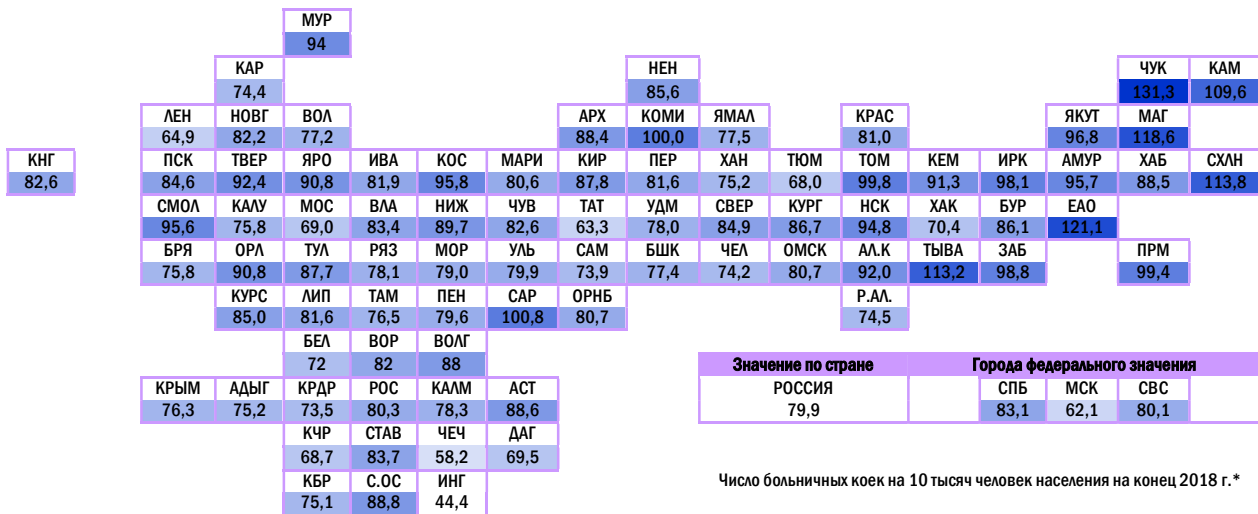 МУР
94
КАР НЕН ЧУК КАМ
74,4 85,6 131,3 109,6
ЛЕН НОВГ ВОЛ АРХ КОМИ ЯМАЛ КРАС ЯКУТ МАГ
64,9 82,2 77,2 88,4 100,0 77,5 81,0 96,8 118,6
КНГ ПСК ТВЕР ЯРО ИВА КОС МАРИ КИР ПЕР ХАН ТЮМ ТОМ КЕМ ИРК АМУР ХАБ СХЛН
82,6 84,6 92,4 90,8 81,9 95,8 80,6 87,8 81,6 75,2 68,0 99,8 91,3 98,1 95,7 88,5 113,8
СМОЛ КАЛУ МОС ВЛА НИЖ ЧУВ ТАТ УДМ СВЕР КУРГ НСК ХАК БУР ЕАО
95,6 75,8 69,0 83,4 89,7 82,6 63,3 78,0 84,9 86,7 94,8 70,4 86,1 121,1
БРЯ ОРЛ ТУЛ РЯЗ МОР УЛЬ САМ БШК ЧЕЛ ОМСК АЛ.К ТЫВА ЗАБ ПРМ
75,8 90,8 87,7 78,1 79,0 79,9 73,9 77,4 74,2 80,7 92,0 113,2 98,8 99,4
КУРС ЛИП ТАМ ПЕН САР ОРНБ Р.АЛ.
85,0 81,6 76,5 79,6 100,8 80,7 74,5
БЕЛ ВОР ВОЛГ
72 82 88
Значение по стране Города федерального значения
КРЫМ АДЫГ КРДР РОС КАЛМ АСТ РОССИЯ СПБ МСК СВС
76,3 75,2 73,5 80,3 78,3 88,6 79,9 83,1 62,1 80,1
КЧР СТАВ ЧЕЧ ДАГ
68,7 83,7 58,2 69,5
КБР С.ОС ИНГ
75,1 88,8 44,4
Число больничных коек на 10 тысяч человек населения на конец 2018 г.*